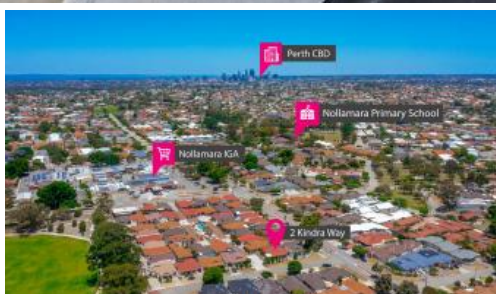 Perth CBD
Nollamara Primary School
Nollamara IGA
2 Kindra Way